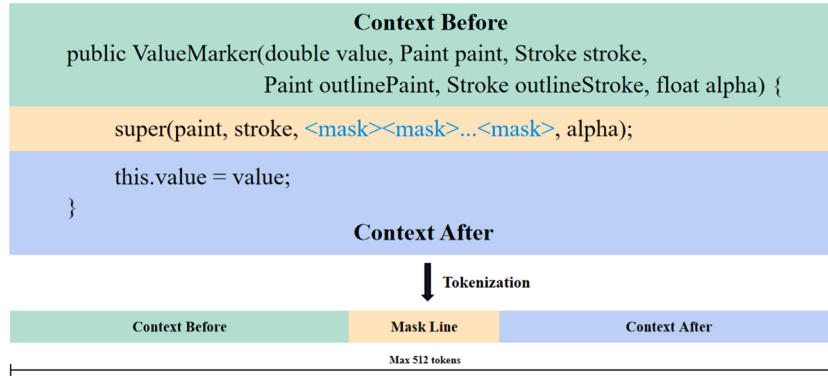 Context Before
public ValueMarker(double value, Paint paint, Stroke stroke,
Paint outlinePaint, Stroke outlineStroke, float alpha) {
super(paint, stroke, <mask><mask>...<mask>, alpha);
this.value = value;
}
Context After
Tokenization
Context Before Mask Line Context After
Max 512 tokens